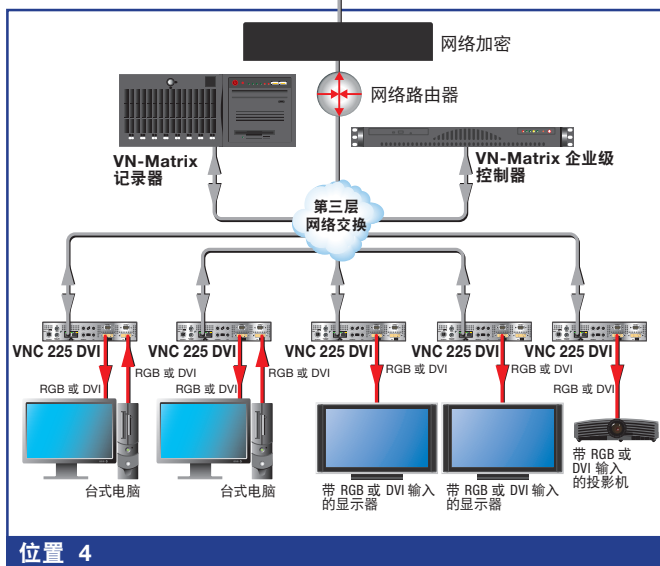 网络加密
网络路由器
VN-Matrix
记录器
VN-Matrix 企业级
控制器
第三层
网络交换
VNC 225 DVI
VNC 225 DVI
VNC 225 DVI
VNC 225 DVI
VNC 225 DVI
RGB 或 DVI
RGB 或 DVI
RGB 或 DVI
RGB 或 DVI
RGB 或 DVI
RGB 或 DVI
RGB 或 DVI
台式电脑
台式电脑
带 RGB 或 DVI 输入
的显示器
带 RGB 或 DVI 输入
的显示器
带 RGB 或
DVI 输入
的投影机
位置 4